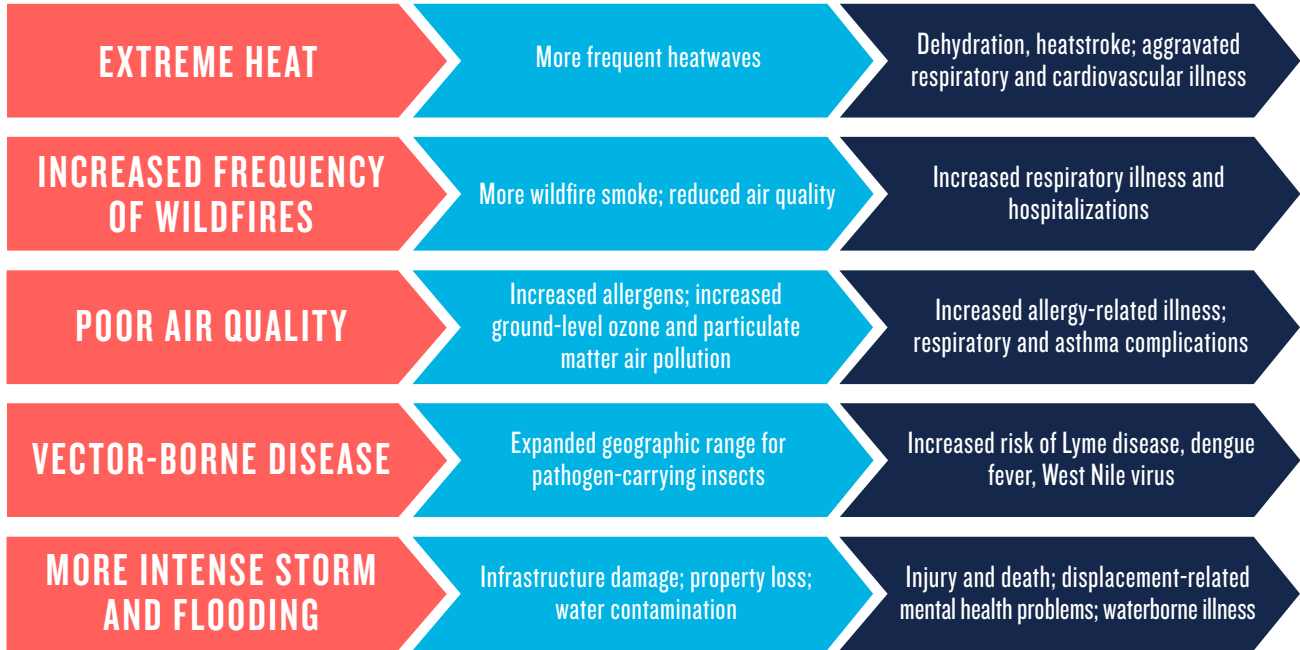 EXTREME HEAT
More frequent heatwaves
Dehydration, heatstroke; aggravated
respiratory and cardiovascular illness
INCREASED FREQUENCY
OF WILDFIRES
More wildfire smoke; reduced air quality
Increased respiratory illness and
hospitalizations
POOR AIR QUALITY
Increased allergens; increased
ground-level ozone and particulate
matter air pollution
Increased allergy-related illness;
respiratory and asthma complications
VECTOR-BORNE DISEASE
Expanded geographic range for
pathogen-carrying insects
Increased risk of Lyme disease, dengue
fever, West Nile virus
MORE INTENSE STORM
AND FLOODING
Infrastructure damage; property loss;
water contamination
Injury and death; displacement-related
mental health problems; waterborne illness